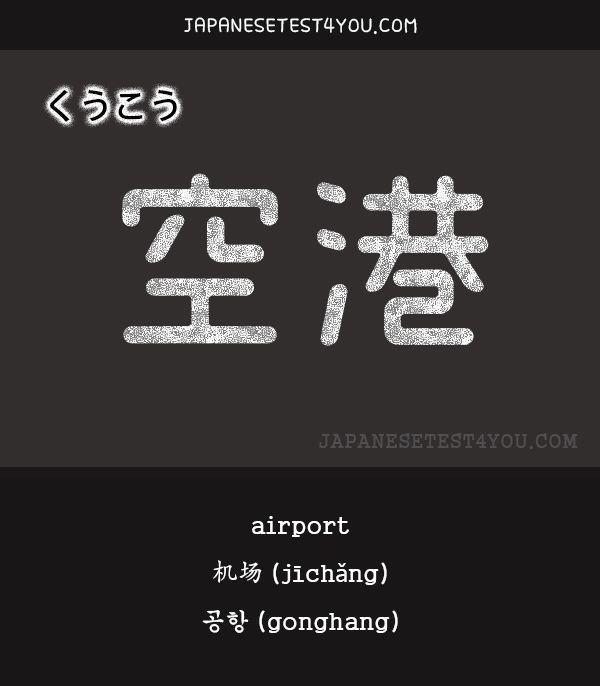 JAPANESETEST4YOU.COM
くうこう
空港
JAPANESETEST4YOU.COM
airport
机场 (jīchǎng)
공항 (gonghang)